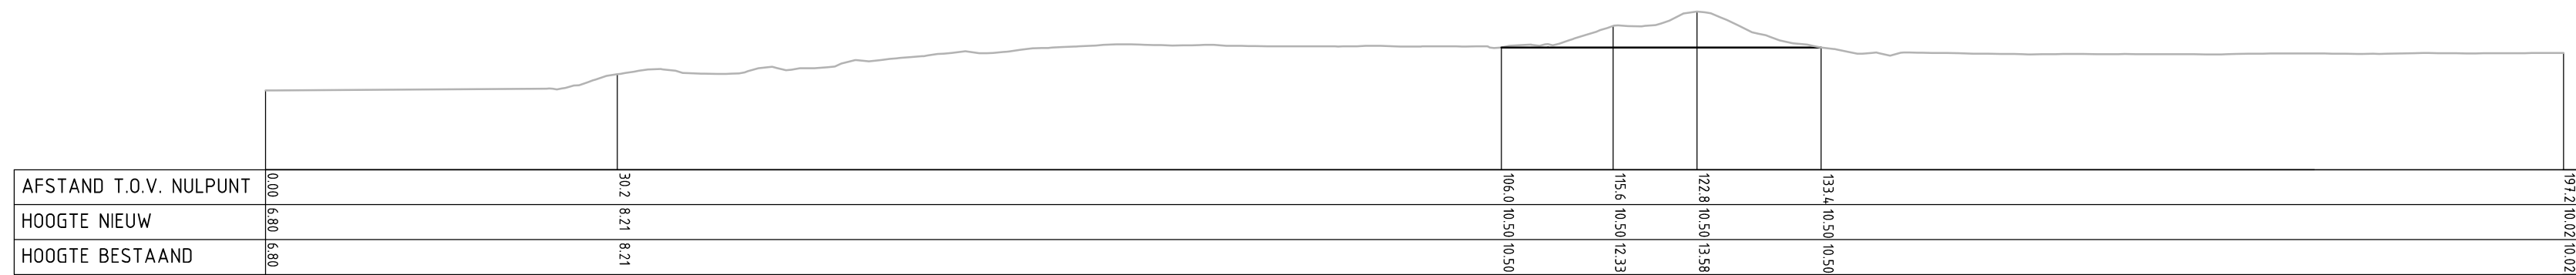 AFSTAND T.O.V. NULPUNT 0.00 30.2 106.0 115.6 122.8 133.4 197.2
HOOGTE NIEUW 6.80 8.21 10.50 10.50 10.50 10.50 10.02
HOOGTE BESTAAND 6.80 8.21 10.50 12.33 13.58 10.50 10.02